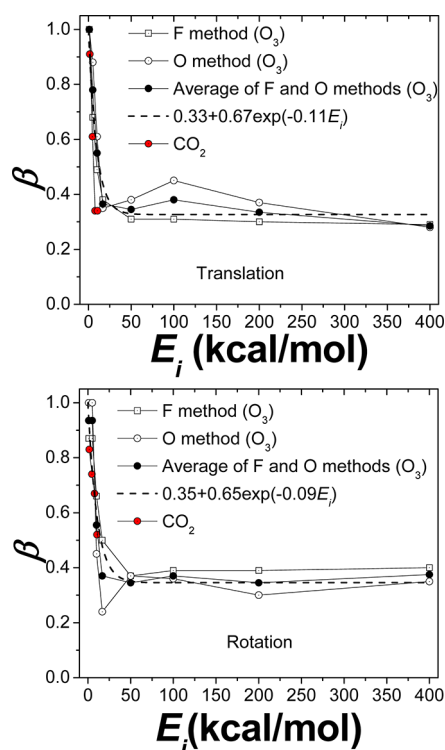 1.0
0.8
0.6
0.4
0.2
0.0
β
F method (O3)
O method (O3)
Average of F and O methods (O3)
0.33+0.67exp(-0.11Ei)
CO2
Translation
0 50 100 150 200 250 300 350 400
Ei (kcal/mol)
1.0
0.8
0.6
0.4
0.2
0.0
β
F method (O3)
O method (O3)
Average of F and O methods (O3)
0.35+0.65exp(-0.09Ei)
CO2
Rotation
0 50 100 150 200 250 300 350 400
Ei (kcal/mol)